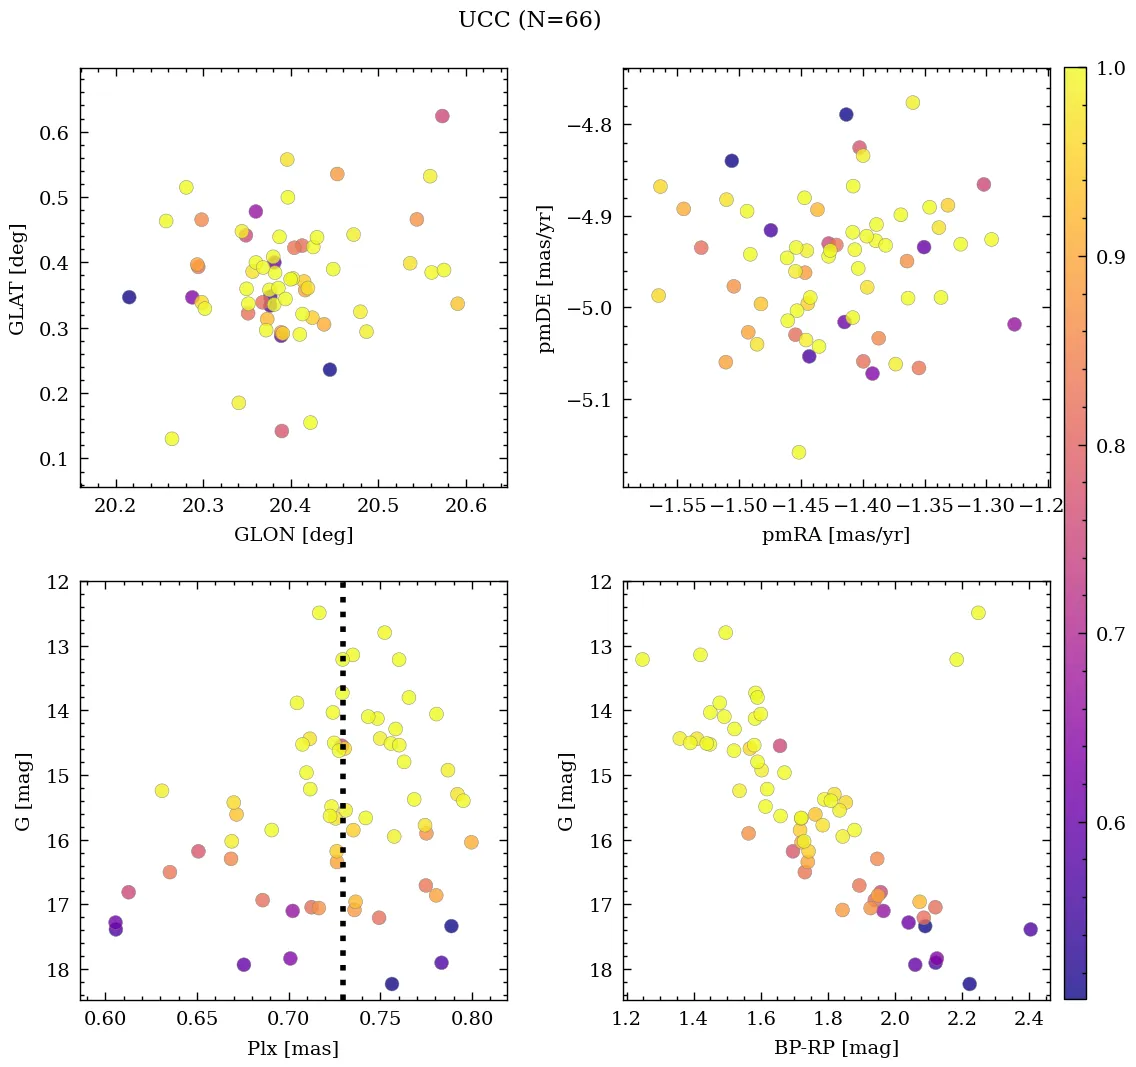 UCC (N=66)
0.6
0.5
0.4
0.3
0.2
0.1
GLAT [deg]
20.2 20.3 20.4 20.5 20.6
GLON [deg]
−4.8
−4.9
−5.0
−5.1
pmDE [mas/yr]
−1.55 −1.50 −1.45 −1.40 −1.35 −1.30 −1.2
pmRA [mas/yr]
1.0
0.9
0.8
0.7
0.6
12
13
14
15
16
17
18
G [mag]
0.60 0.65 0.70 0.75 0.80
Plx [mas]
12
13
14
15
16
17
18
G [mag]
1.2 1.4 1.6 1.8 2.0 2.2 2.4
BP-RP [mag]